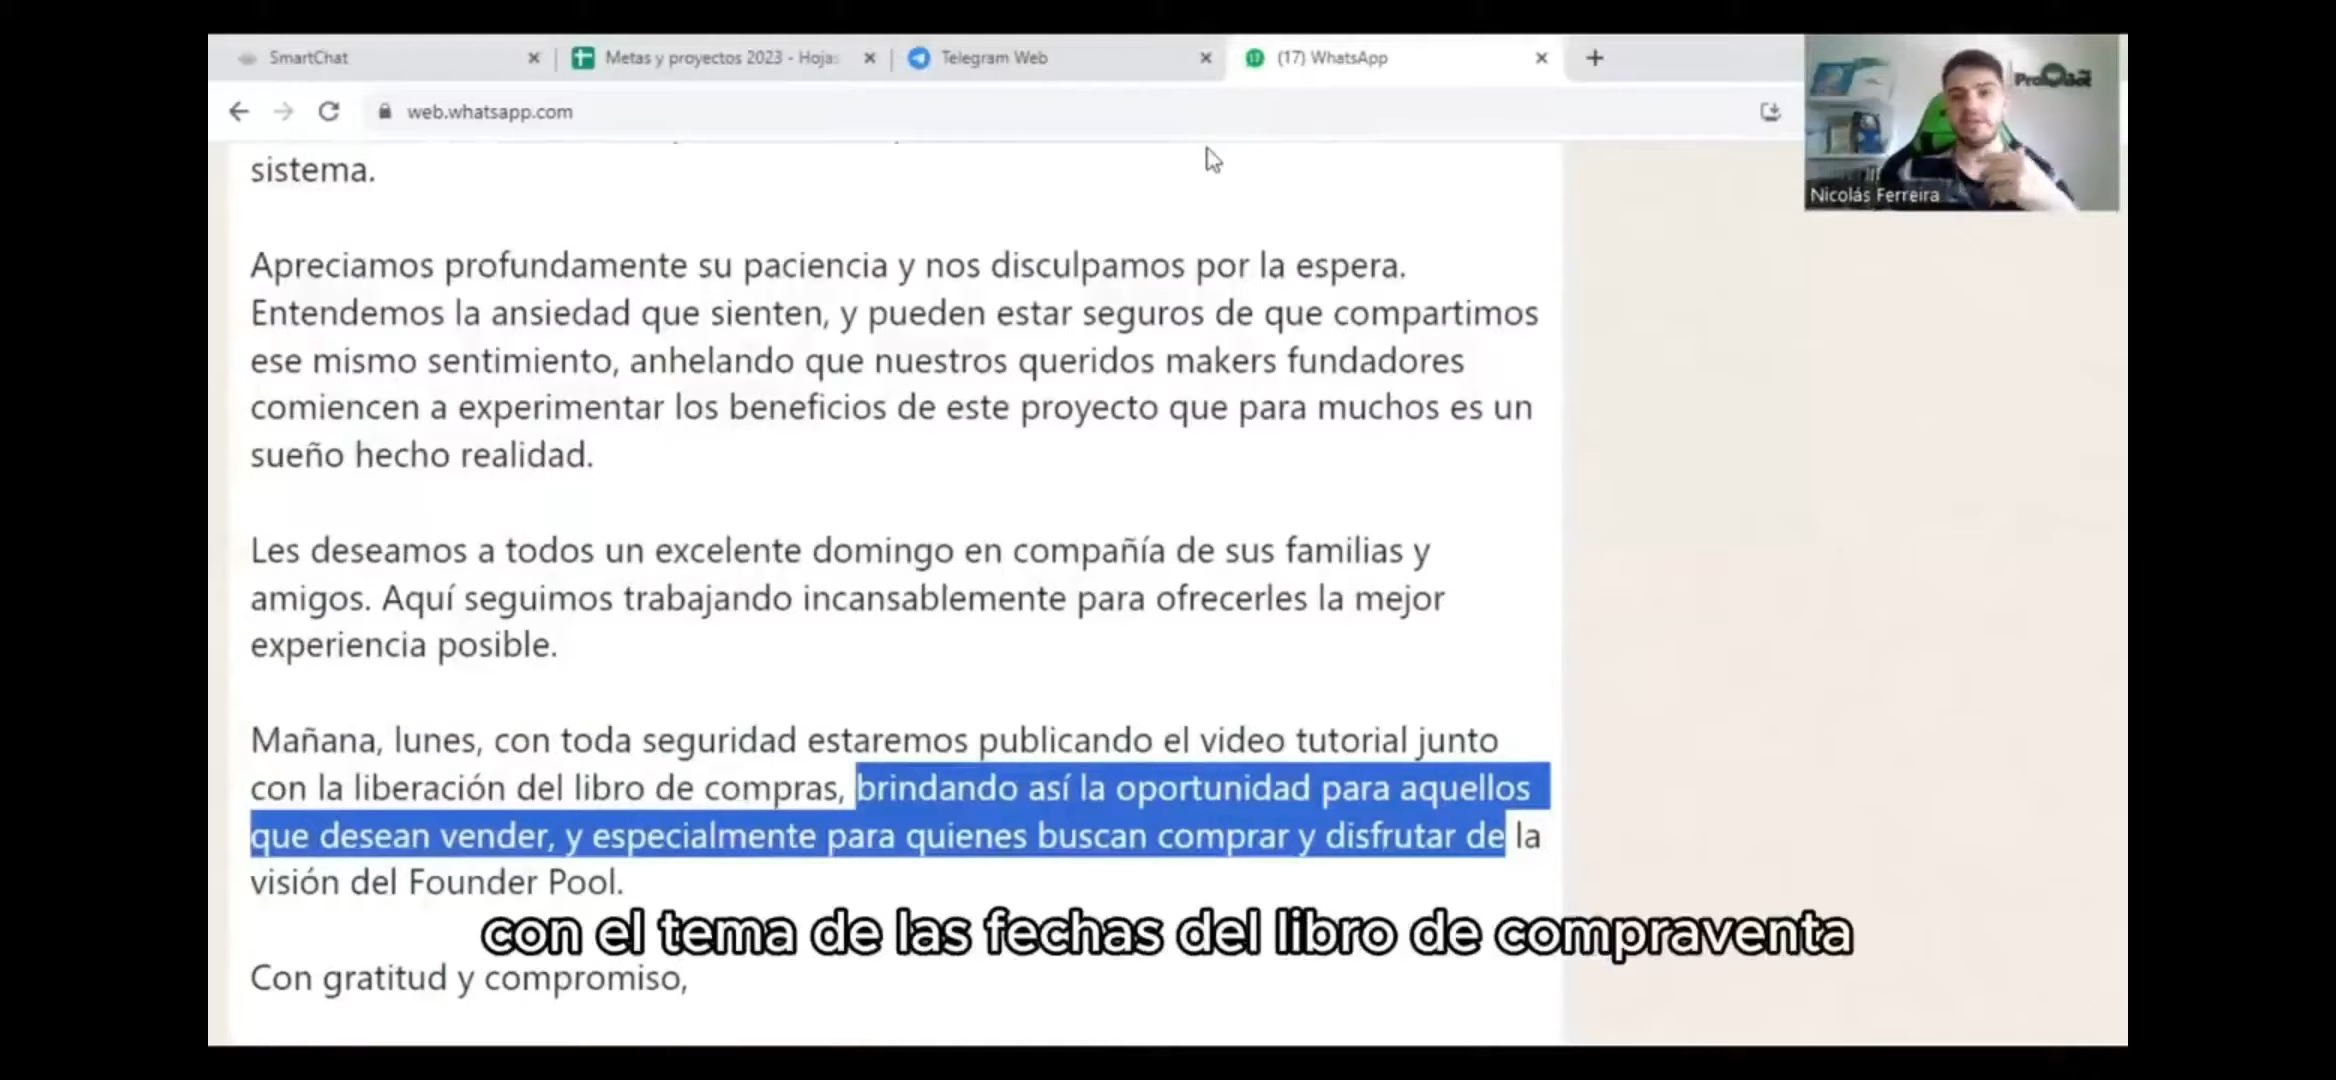 SmartChat
Metas y proyectos 2023 - Hojas
Telegram Web
(17) WhatsApp
web.whatsapp.com
Nicolás Ferreira
sistema.
Apreciamos profundamente su paciencia y nos disculpamos por la espera.
Entendemos la ansiedad que sienten, y pueden estar seguros de que compartimos
ese mismo sentimiento, anhelando que nuestros queridos makers fundadores
comiencen a experimentar los beneficios de este proyecto que para muchos es un
sueño hecho realidad.
Les deseamos a todos un excelente domingo en compañía de sus familias y
amigos. Aquí seguimos trabajando incansablemente para ofrecerles la mejor
experiencia posible.
Mañana, lunes, con toda seguridad estaremos publicando el video tutorial junto
con la liberación del libro de compras, brindando así la oportunidad para aquellos
que desean vender, y especialmente para quienes buscan comprar y disfrutar de la
visión del Founder Pool.
con el tema de las fechas del libro de compraventa
Con gratitud y compromiso,